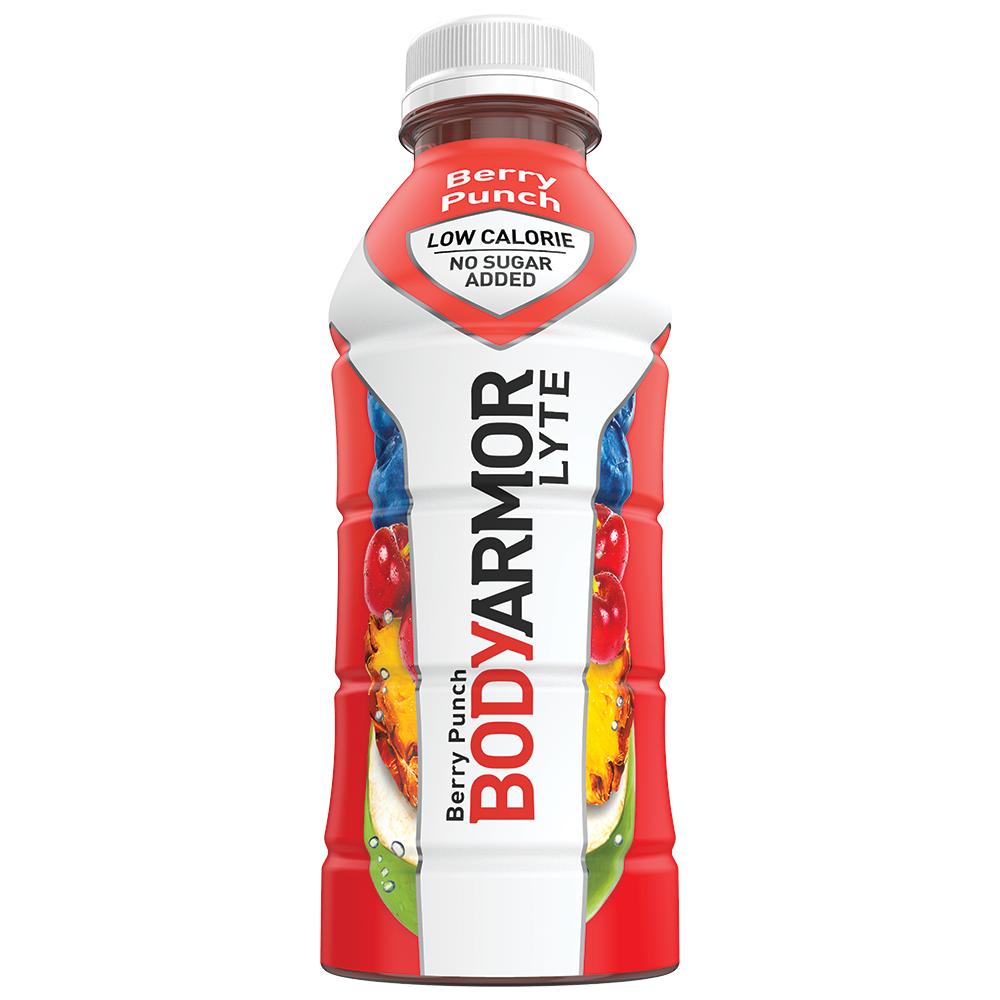 Berry
Punch
LOW CALORIE
NO SUGAR
ADDED
Berry Punch
BODYARMOR
LYTE